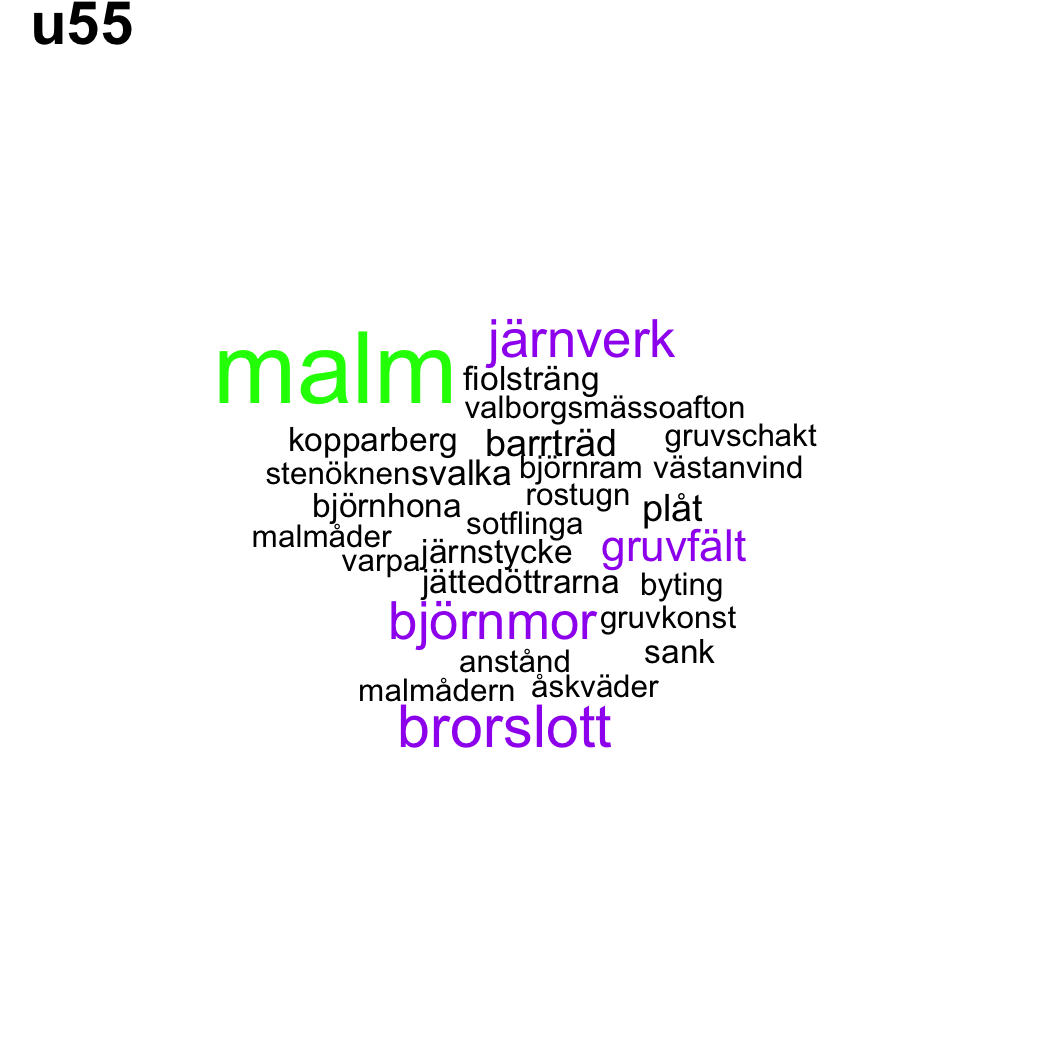 u55
järnverk
malm
fiolsträng
valborgsmässoafton
kopparberg barrträd gruvschakt
stenöknen svalka björnram västanvind
björnhona rostugn plåt
malmåder sotflinga gruvfält
varpa järnstycke
jättedöttrarna byting
björnmor gruvkonst
anstånd sank
malmådern åskväder
brorslott